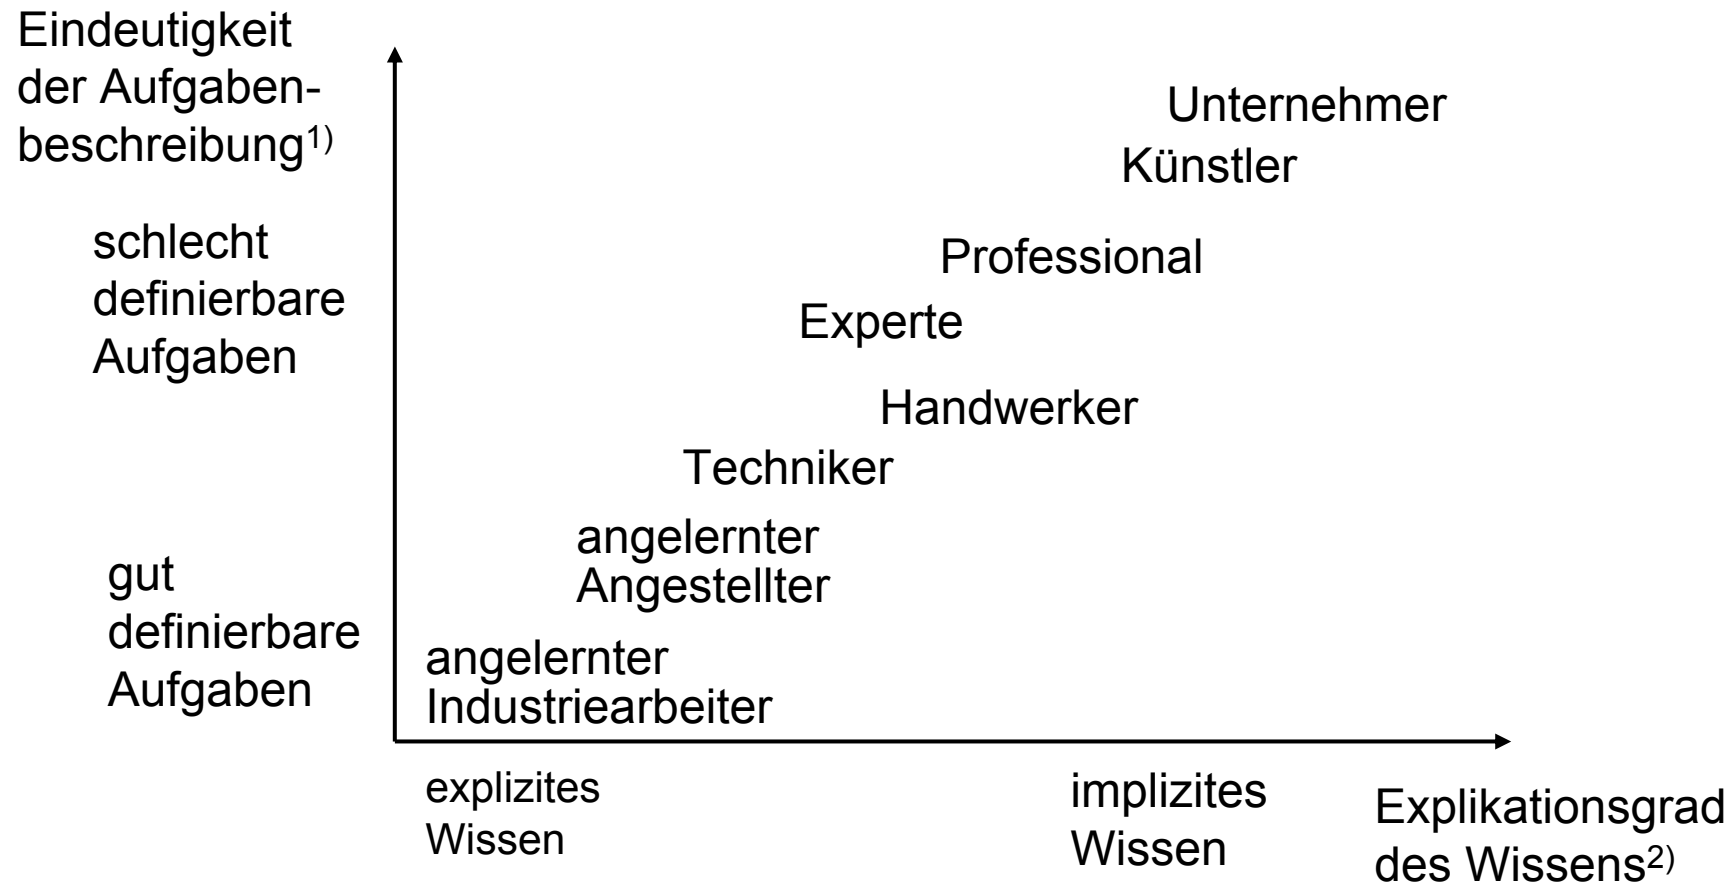 Eindeutigkeit
der Aufgaben-
beschreibung1)
Unternehmer
Künstler
schlecht
definierbare
Aufgaben
Professional
Experte
Handwerker
Techniker
angelernter
Angestellter
gut
definierbare
Aufgaben
angelernter
Industriearbeiter
explizites
Wissen
implizites
Wissen
Explikationsgrad
des Wissens2)